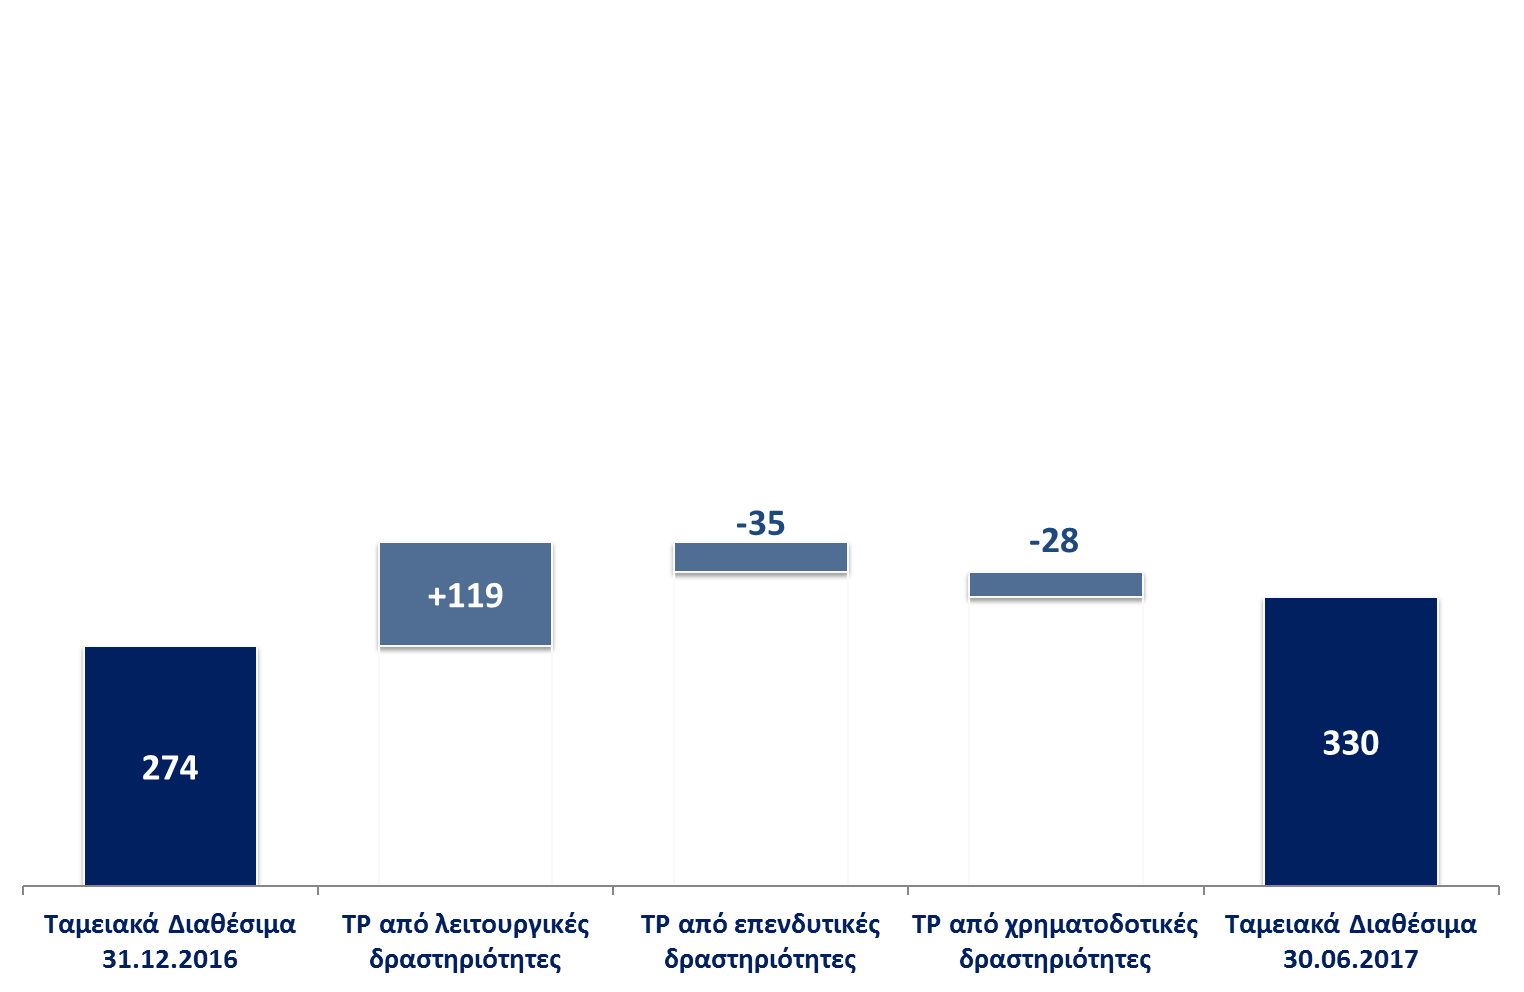 -35
-28
+119
274
330
Ταμειακά Διαθέσιμα
31.12.2016
ΤΡ από λειτουργικές
δραστηριότητες
ΤΡ από επενδυτικές
δραστηριότητες
ΤΡ από χρηματοδοτικές
δραστηριότητες
Ταμειακά Διαθέσιμα
30.06.2017